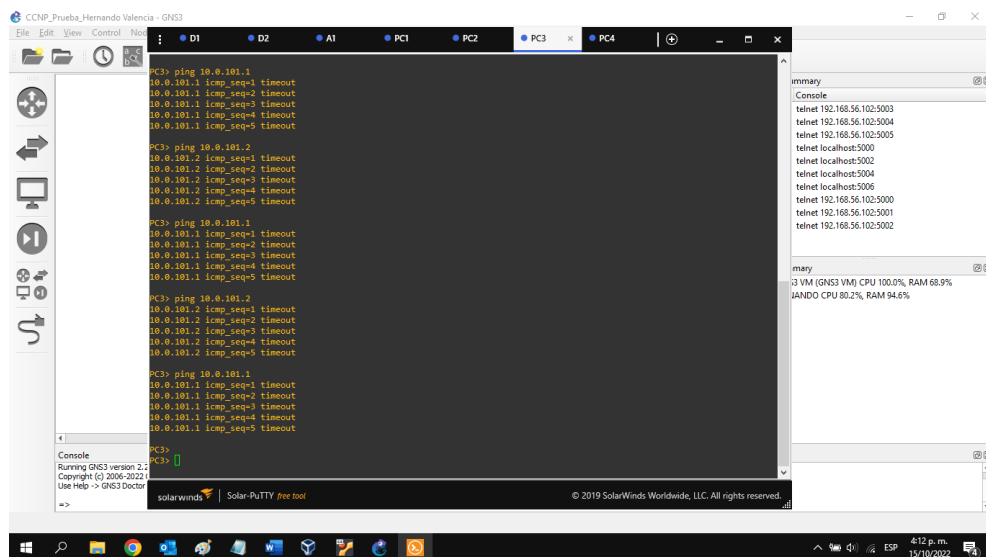 CCNP_Prueba_Hernando Valencia - GNS3
File Edit View Control Nod
D1 D2 A1 PC1 PC2 PC3 × PC4
PC3> ping 10.0.101.1
10.0.101.1 icmp_seq=1 timeout
10.0.101.1 icmp_seq=2 timeout
10.0.101.1 icmp_seq=3 timeout
10.0.101.1 icmp_seq=4 timeout
10.0.101.1 icmp_seq=5 timeout
PC3> ping 10.0.101.2
10.0.101.2 icmp_seq=1 timeout
10.0.101.2 icmp_seq=2 timeout
10.0.101.2 icmp_seq=3 timeout
10.0.101.2 icmp_seq=4 timeout
10.0.101.2 icmp_seq=5 timeout
PC3> ping 10.0.101.1
10.0.101.1 icmp_seq=1 timeout
10.0.101.1 icmp_seq=2 timeout
10.0.101.1 icmp_seq=3 timeout
10.0.101.1 icmp_seq=4 timeout
10.0.101.1 icmp_seq=5 timeout
PC3> ping 10.0.101.2
10.0.101.2 icmp_seq=1 timeout
10.0.101.2 icmp_seq=2 timeout
10.0.101.2 icmp_seq=3 timeout
10.0.101.2 icmp_seq=4 timeout
10.0.101.2 icmp_seq=5 timeout
PC3> ping 10.0.101.1
10.0.101.1 icmp_seq=1 timeout
10.0.101.1 icmp_seq=2 timeout
10.0.101.1 icmp_seq=3 timeout
10.0.101.1 icmp_seq=4 timeout
10.0.101.1 icmp_seq=5 timeout
PC3>
PC3>
solarwinds Solar-PuTTY free tool © 2019 SolarWinds Worldwide, LLC. All rights reserved.
mmary
Console
telnet 192.168.56.102:5003
telnet 192.168.56.102:5004
telnet 192.168.56.102:5005
telnet localhost:5000
telnet localhost:5002
telnet localhost:5004
telnet localhost:5006
telnet 192.168.56.102:5000
telnet 192.168.56.102:5001
telnet 192.168.56.102:5002
mary
S3 VM (GNS3 VM) CPU 100.0%, RAM 68.9%
NANDO CPU 80.2%, RAM 94.6%
Console
Running GNS3 version 2.2
Copyright (c) 2006-2022
Use Help -> GNS3 Doctor
=>
ESP
4:12 p. m.
15/10/2022